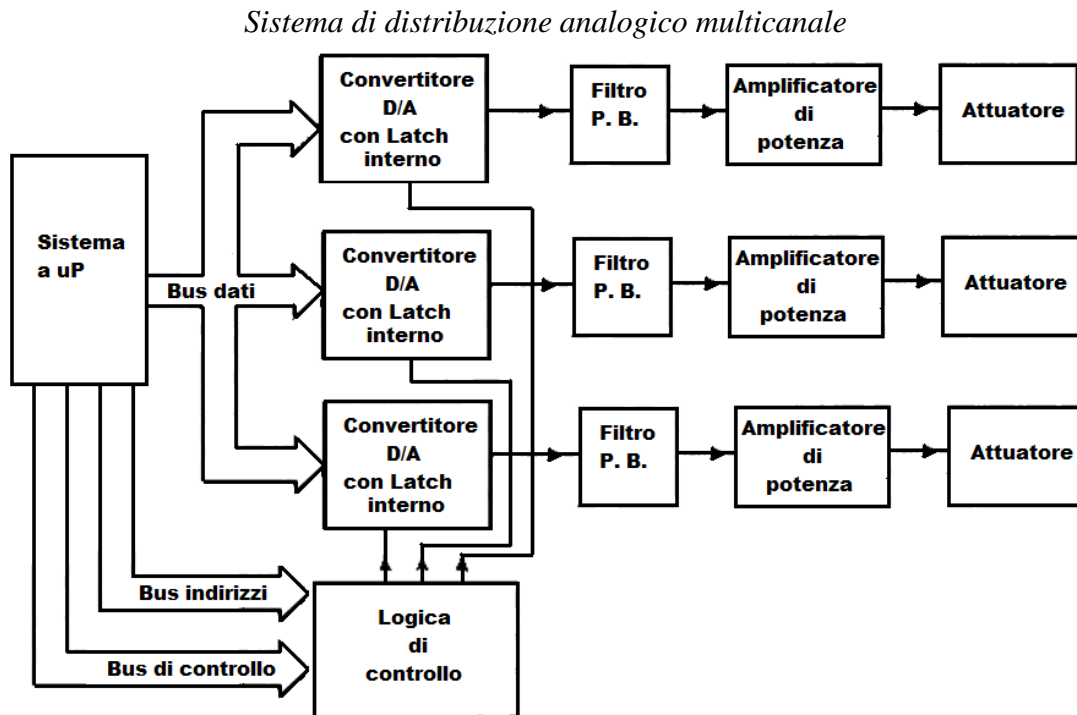 Sistema di distribuzione analogico multicanale
Convertitore
D/A
con Latch
interno
Filtro
P. B.
Amplificatore
di
potenza
Attuatore
Sistema
a uP
Bus dati
Convertitore
D/A
con Latch
interno
Filtro
P. B.
Amplificatore
di
potenza
Attuatore
Convertitore
D/A
con Latch
interno
Filtro
P. B.
Amplificatore
di
potenza
Attuatore
Bus indirizzi
Bus di controllo
Logica
di
controllo